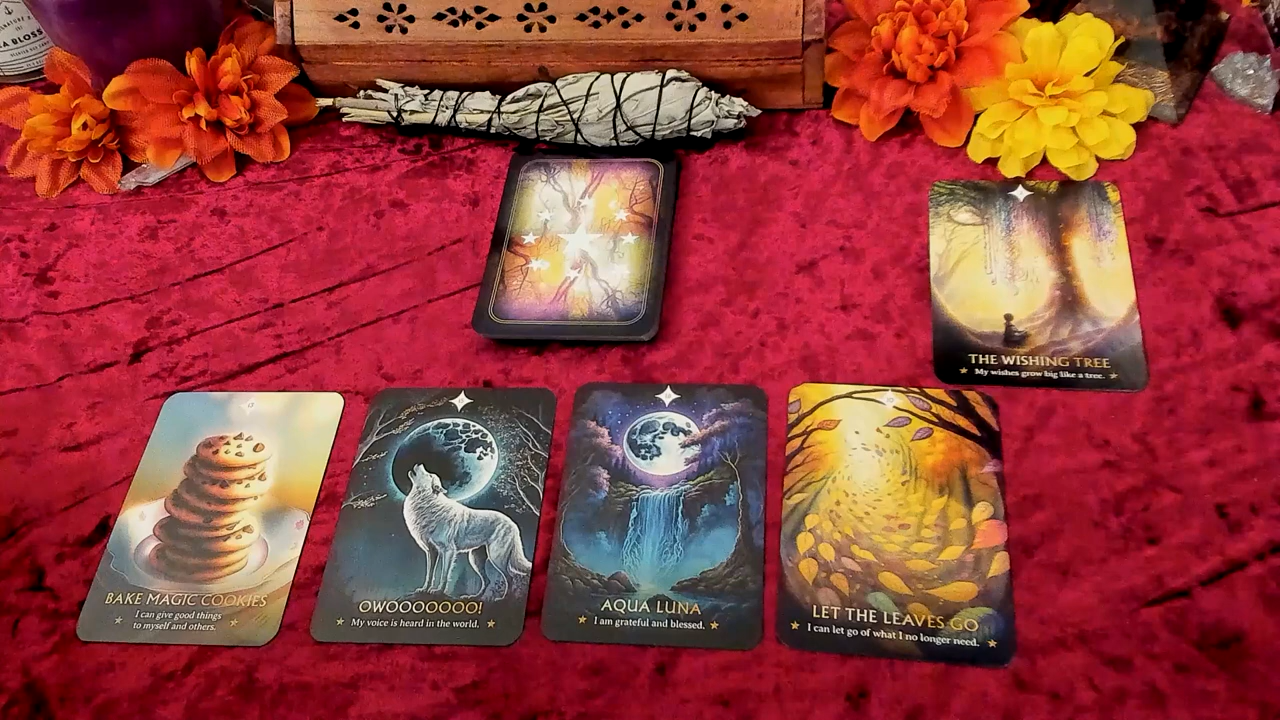 THE WISHING TREE
My wishes grow big like a tree.
BAKE MAGIC COOKIES
I can give good things
to myself and others.
OWOOOOOOO!
My voice is heard in the world.
AQUA LUNA
I am grateful and blessed.
LET THE LEAVES GO
I can let go of what I no longer need.